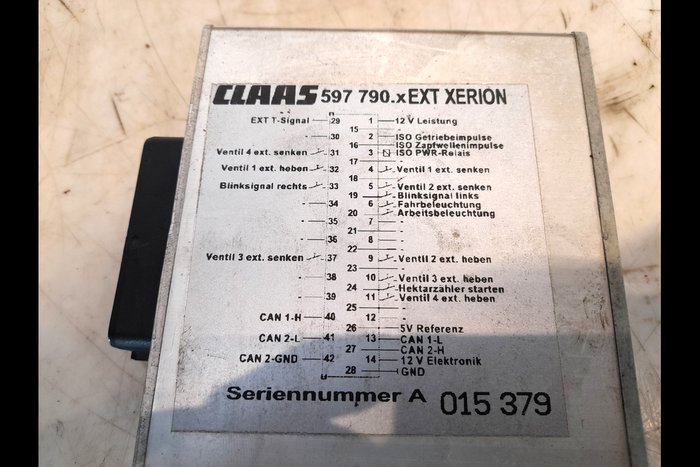 CLAAS 597 790.x EXT XERION
EXT T-Signal 29 1 12 V Leistung
15 -
30 2 ISO Getriebeimpulse
16 ISO Zapfwellenimpulse
Ventil 4 ext. senken 31 3 ISO PWR-Relais
17 -
Ventil 1 ext. heben 32 4 Ventil 1 ext. senken
18 -
Blinksignal rechts 33 5 Ventil 2 ext. senken
19 Blinksignal links
- 34 6 Fahrbeleuchtung
20 Arbeitsbeleuchtung
- 35 7 -
21 -
- 36 8 -
22 -
Ventil 3 ext. senken 37 9 Ventil 2 ext. heben
23 -
- 38 10 Ventil 3 ext. heben
24 Hektarzähler starten
- 39 11 Ventil 4 ext. heben
25 -
CAN 1-H 40 12 -
26 5V Referenz
CAN 2-L 41 13 CAN 1-L
27 CAN 2-H
CAN 2-GND 42 14 12 V Elektronik
28 GND
Seriennummer A 015 379